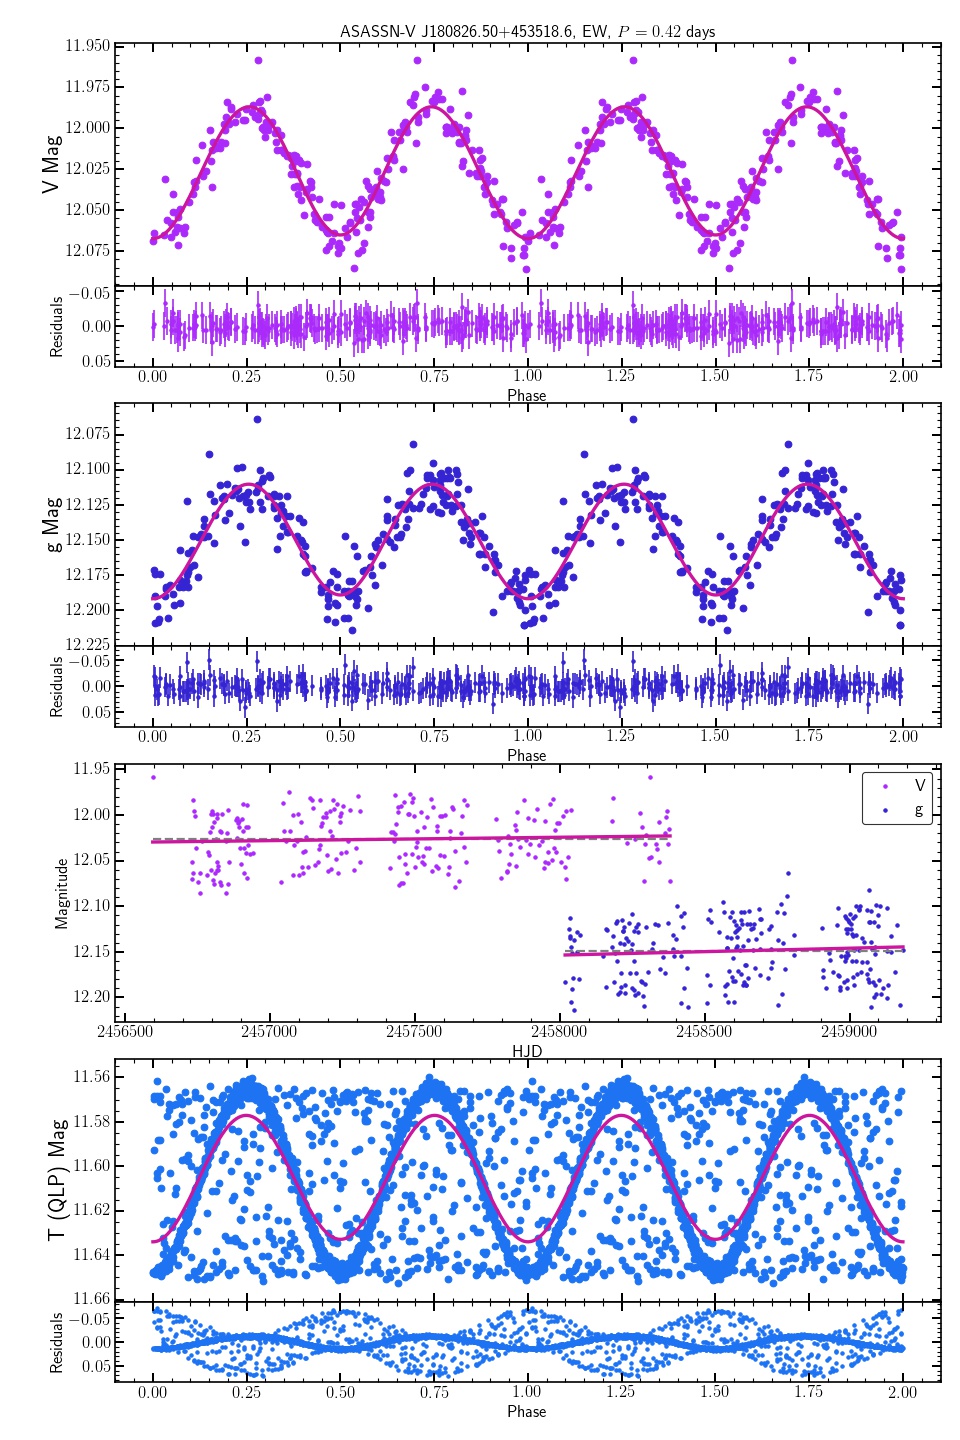 ASASSN-V J180826.50+453518.6, EW, P = 0.42 days
11.950
11.975
12.000
12.025
12.050
12.075
V Mag
−0.05
0.00
0.05
Residuals
0.00 0.25 0.50 0.75 1.00 1.25 1.50 1.75 2.00
Phase
12.075
12.100
12.125
12.150
12.175
12.200
12.225
g Mag
−0.05
0.00
0.05
Residuals
0.00 0.25 0.50 0.75 1.00 1.25 1.50 1.75 2.00
Phase
11.95
12.00
12.05
12.10
12.15
12.20
Magnitude
V
g
2456500 2457000 2457500 2458000 2458500 2459000
HJD
11.56
11.58
11.60
11.62
11.64
11.66
T (QLP) Mag
−0.05
0.00
0.05
Residuals
0.00 0.25 0.50 0.75 1.00 1.25 1.50 1.75 2.00
Phase